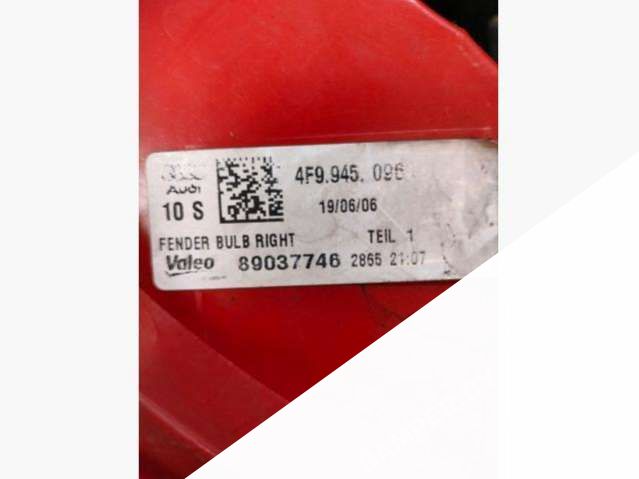 4F9.945. 096
AUDI
10 S
19/06/06
FENDER BULB RIGHT TEIL 1
Valeo 89037746 2865 21:07